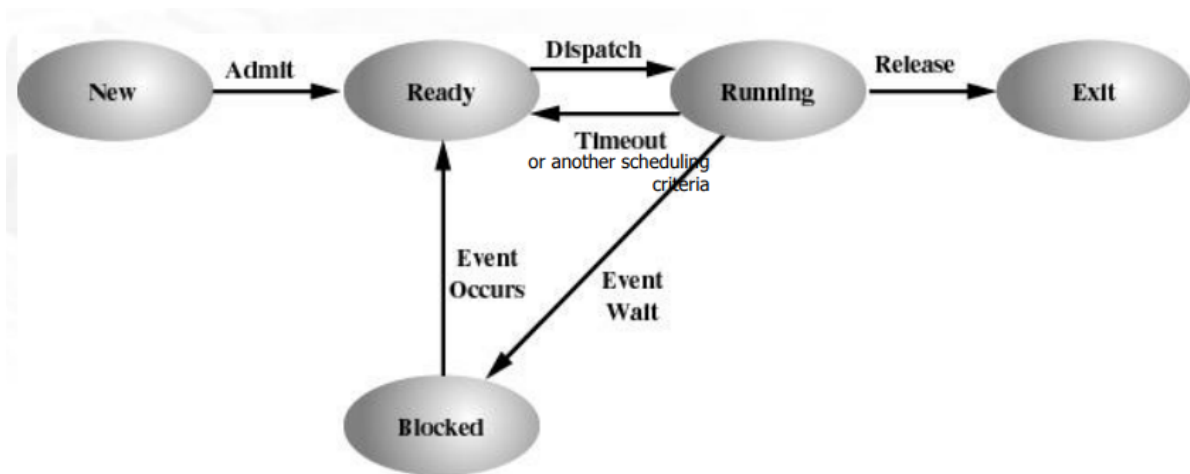 Dispatch
Admit
Release
New
Ready
Running
Exit
Timeout
or another scheduling
criteria
Event
Occurs
Event
Wait
Blocked